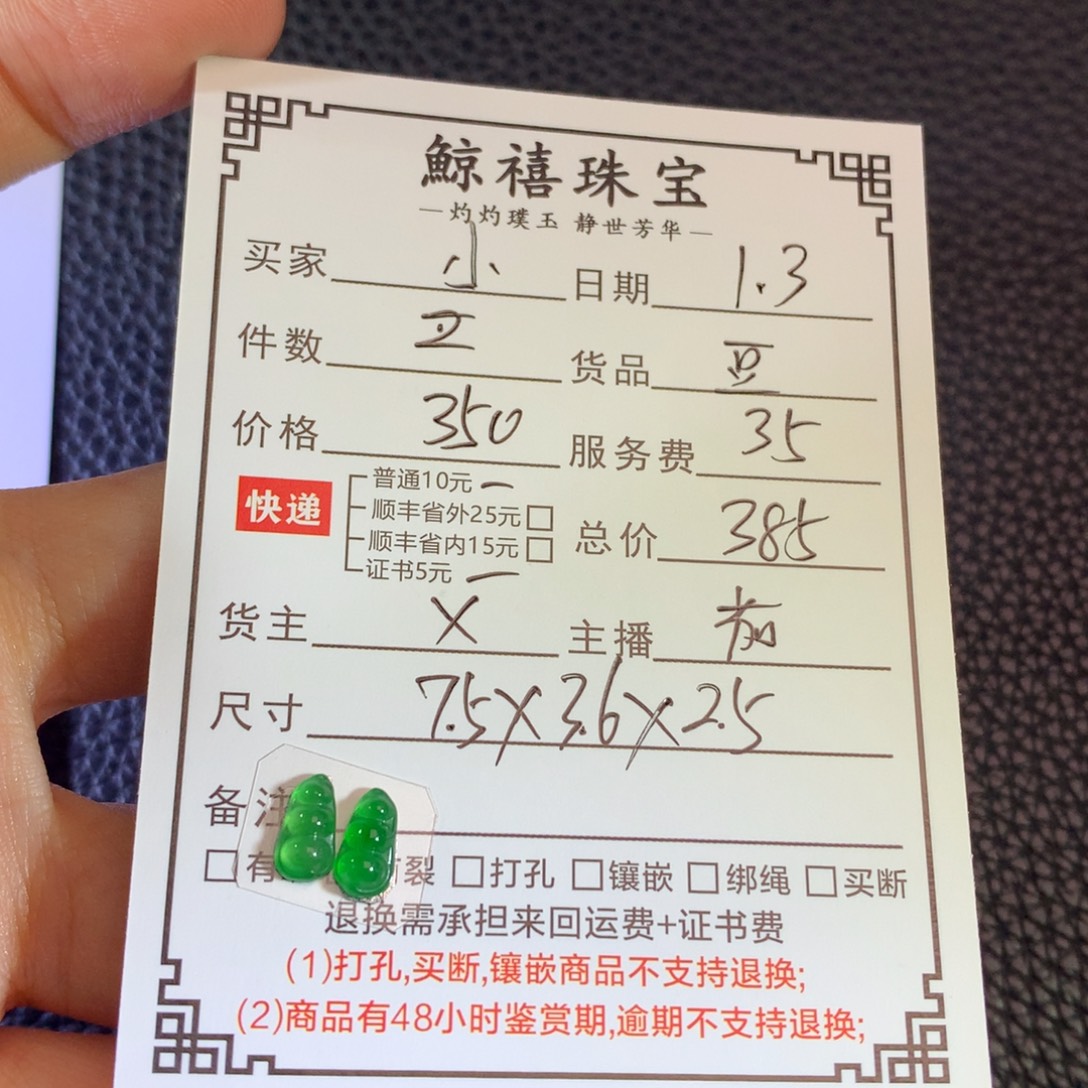 鲸禧珠宝
—灼灼璞玉 静世芳华—
买家 小 日期 1.3
件数 货品 豆
价格 350 服务费 35
快递
普通10元 一
顺丰省外25元□
顺丰省内15元□
证书5元 一
总价 385
货主 X 主播
尺寸 7.5X3.6X2.5
备注
□有 裂 □打孔 □镶嵌 □绑绳 □买断
退换需承担来回运费+证书费
(1)打孔,买断,镶嵌商品不支持退换;
(2)商品有48小时鉴赏期,逾期不支持退换;